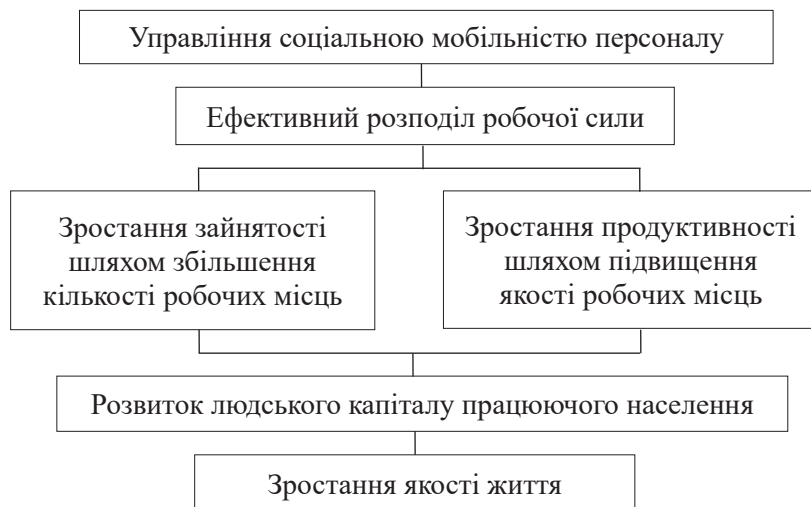 Управління соціальною мобільністю персоналу
Ефективний розподіл робочої сили
Зростання зайнятості
шляхом збільшення
кількості робочих місць
Зростання продуктивності
шляхом підвищення
якості робочих місць
Розвиток людського капіталу працюючого населення
Зростання якості життя